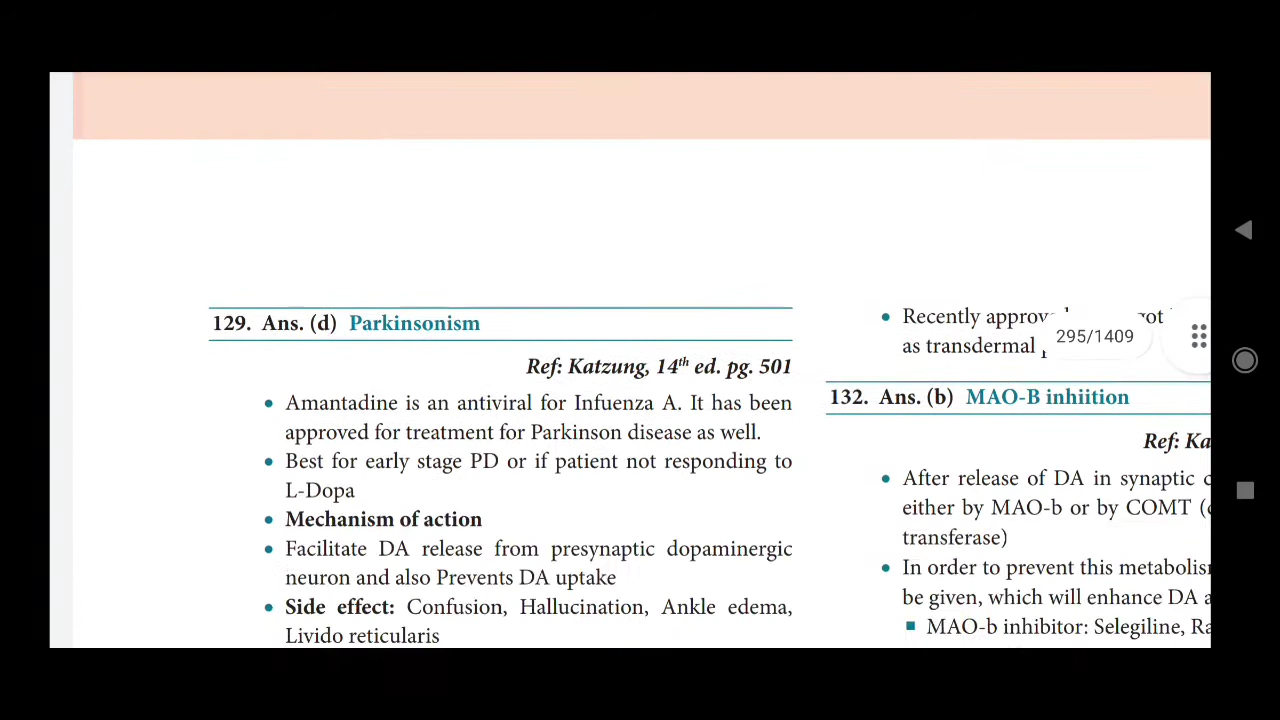 129. Ans. (d) Parkinsonism
Ref: Katzung, 14th ed. pg. 501
• Amantadine is an antiviral for Infuenza A. It has been
approved for treatment for Parkinson disease as well.
• Best for early stage PD or if patient not responding to
L-Dopa
• Mechanism of action
• Facilitate DA release from presynaptic dopaminergic
neuron and also Prevents DA uptake
• Side effect: Confusion, Hallucination, Ankle edema,
Livido reticularis
• Recently
as transdermal
295/1409
132. Ans. (b) MAO-B inhiition
Ref:
• After release of DA in synaptic
either by MAO-b or by COMT
transferase)
• In order to prevent this
be given, which will enhance DA
■ MAO-b inhibitor: Selegiline,